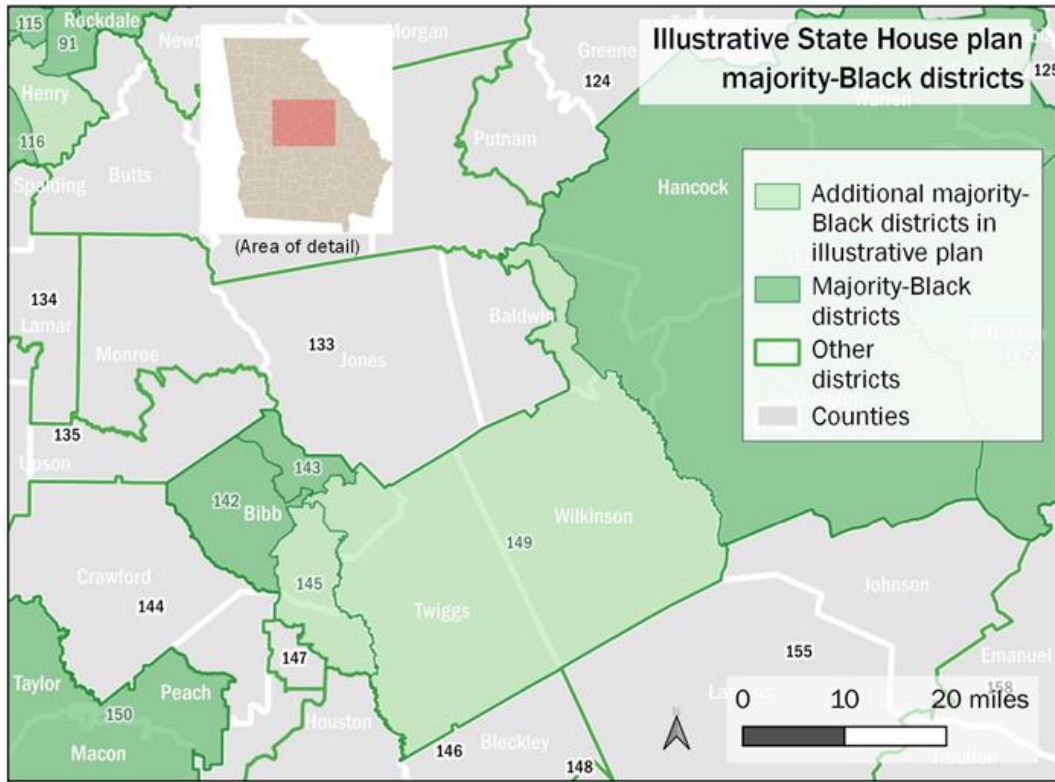 Illustrative State House plan
majority-Black districts
Additional majority-
Black districts in
illustrative plan
Majority-Black
districts
Other
districts
Counties
(Area of detail)
115
Rockdale
91
Morgan
Greene
124
125
Warren
Henry
116
Spalding
Butts
Putnam
Hancock
134
Lamar
Monroe
133
Jones
Baldwin
135
Upson
143
142
Bibb
Wilkinson
149
145
Twiggs
Crawford
144
Johnson
147
155
Emanuel
158
Taylor
Peach
150
Macon
Houston
146
Bleckley
148
N
0 10 20 miles